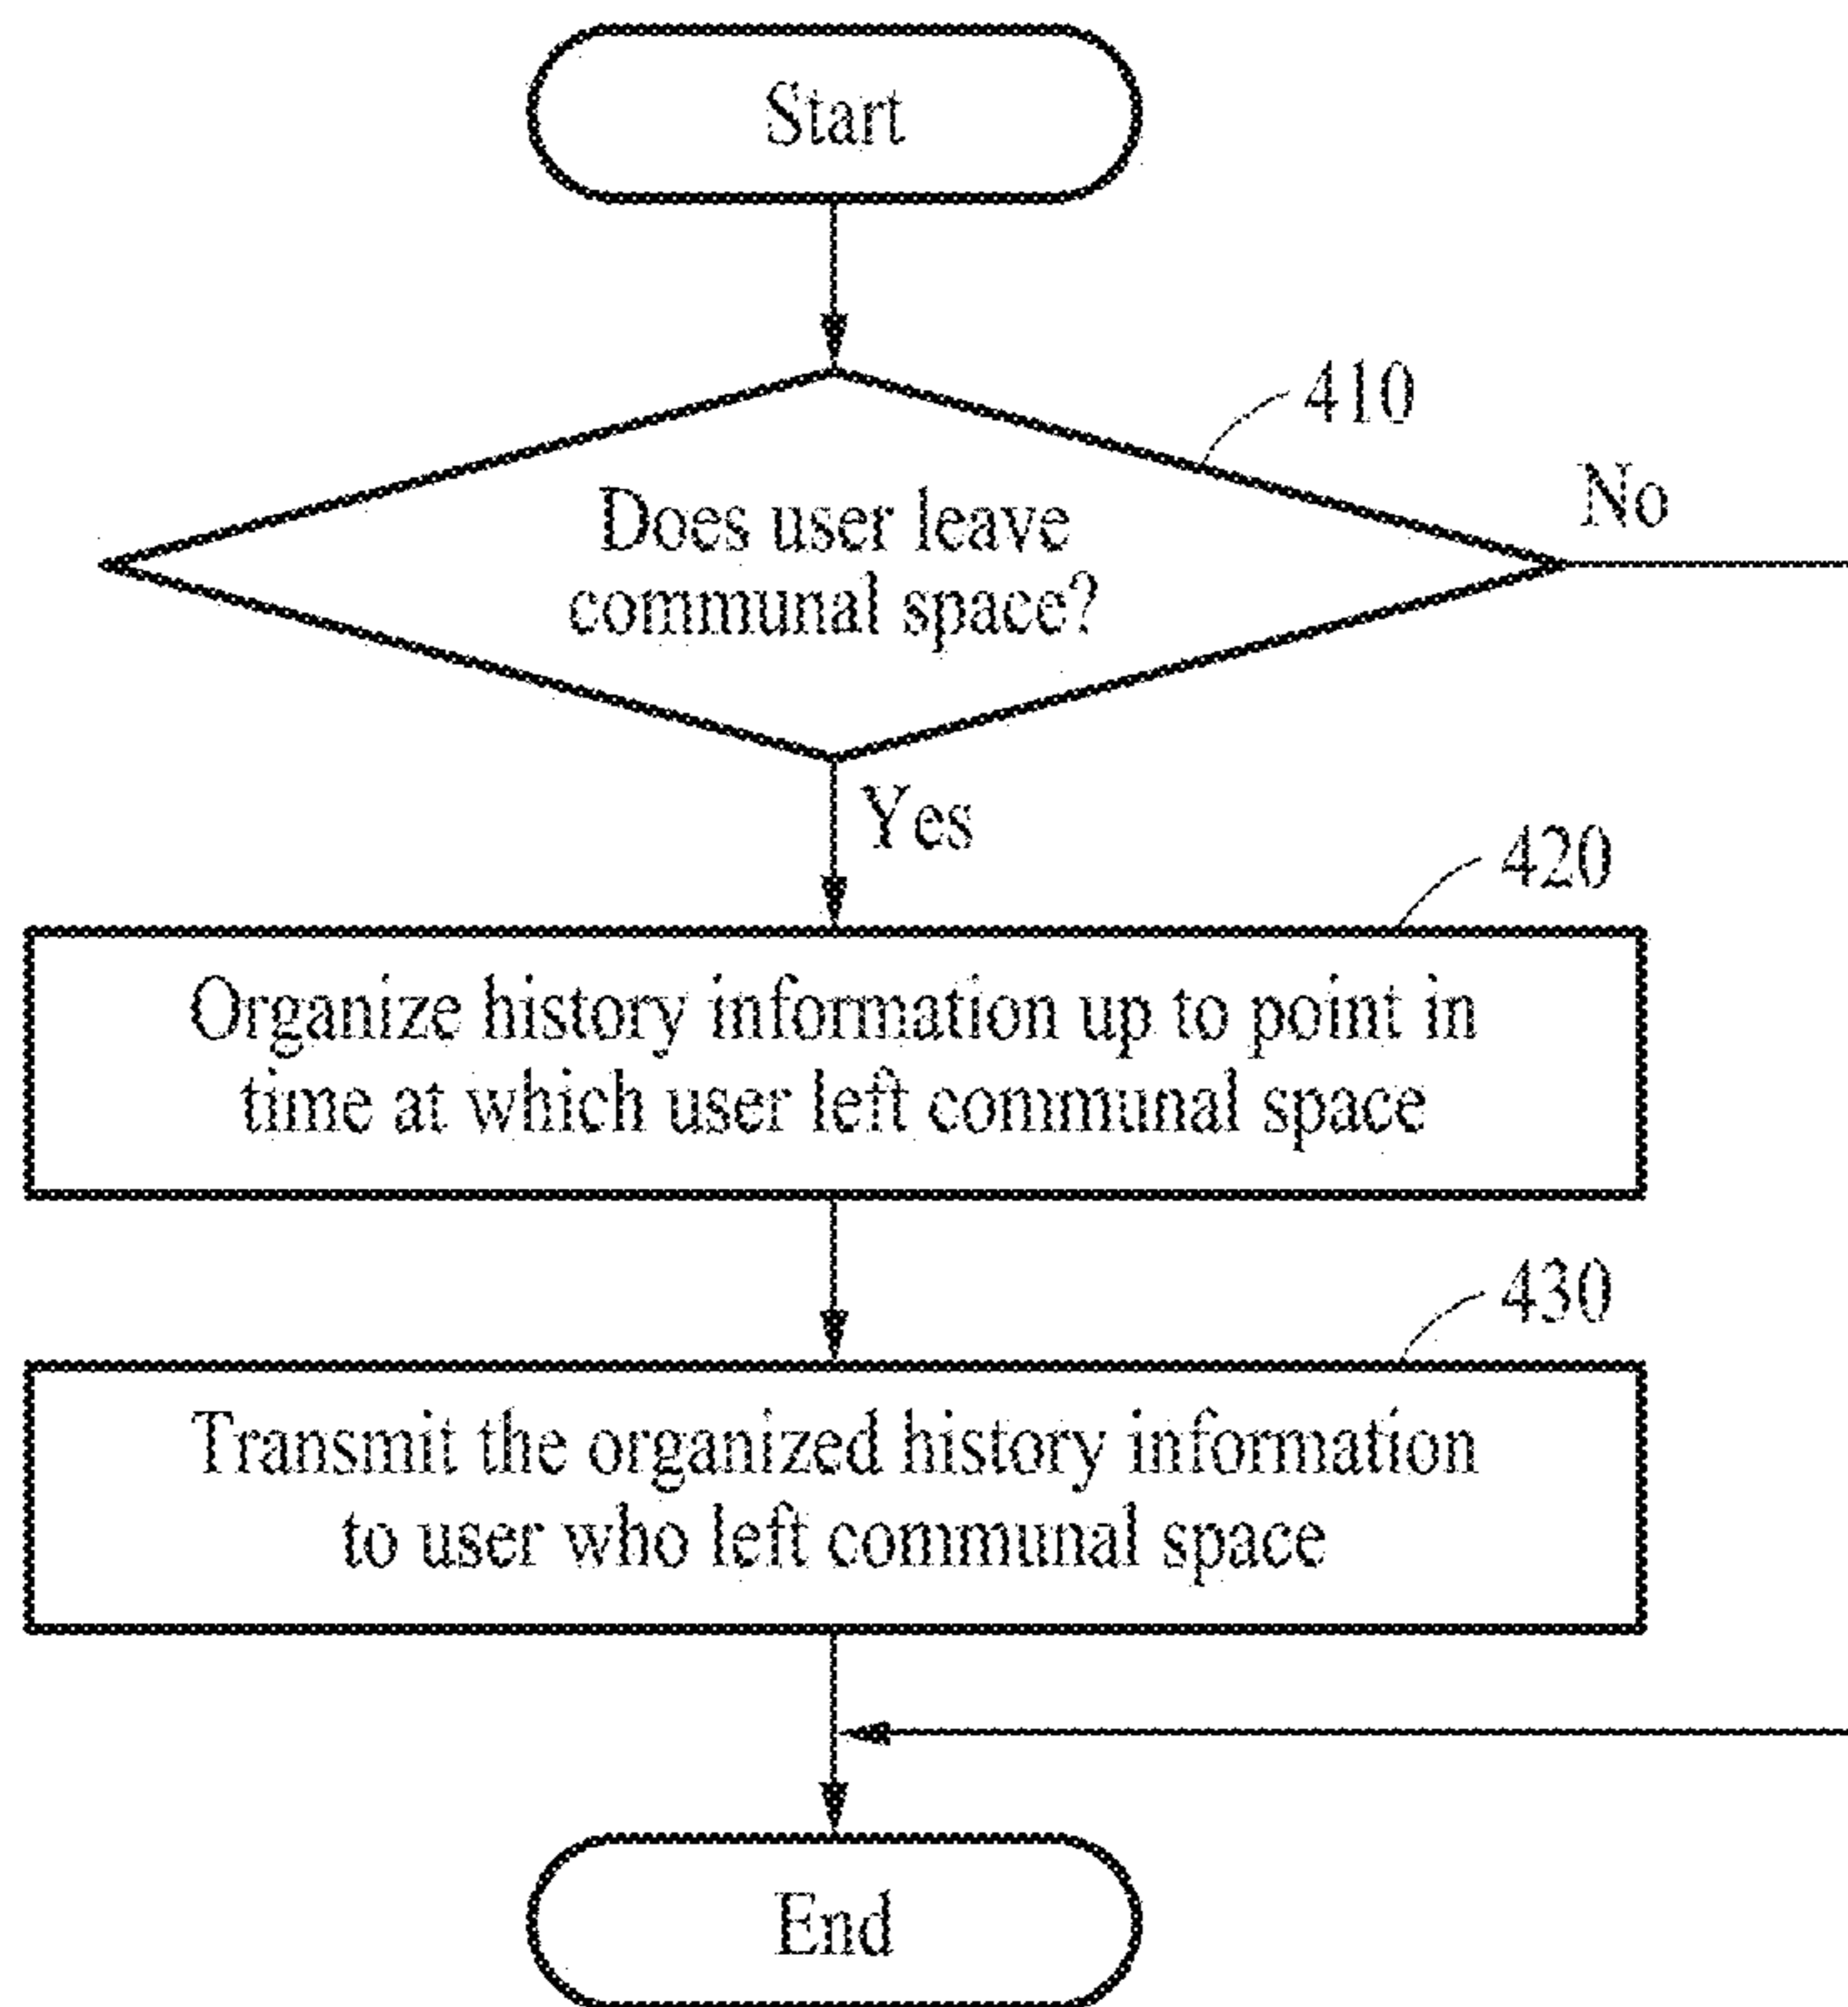 Start
410
No
Does user leave
communal space?
Yes
420
Organize history information up to point in
time at which user left communal space
430
Transmit the organized history information
to user who left communal space
End